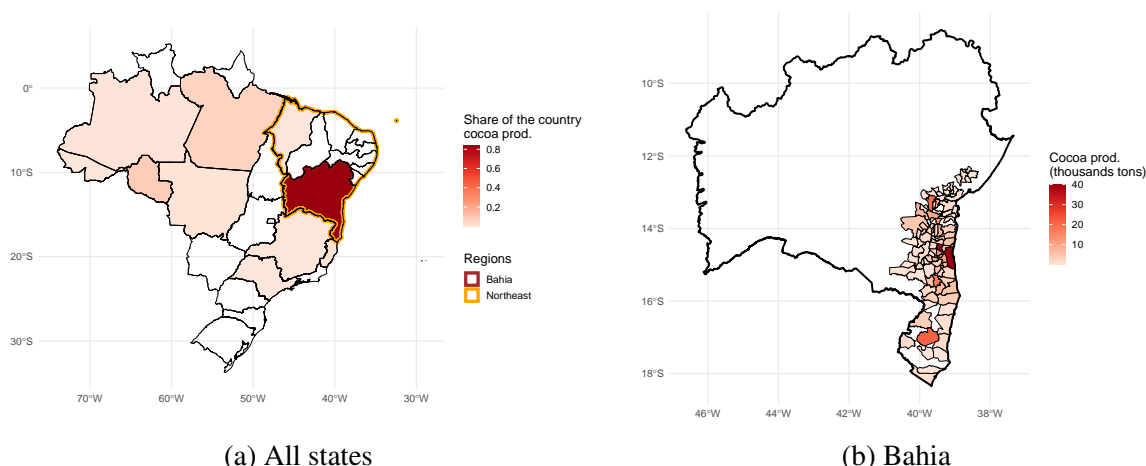 0°
10°S
20°S
30°S
70°W 60°W 50°W 40°W 30°W
Share of the country
cocoa prod.
0.8
0.6
0.4
0.2
Regions
Bahia
Northeast
(a) All states
10°S
12°S
14°S
16°S
18°S
46°W 44°W 42°W 40°W 38°W
Cocoa prod.
(thousands tons)
40
30
20
10
(b) Bahia